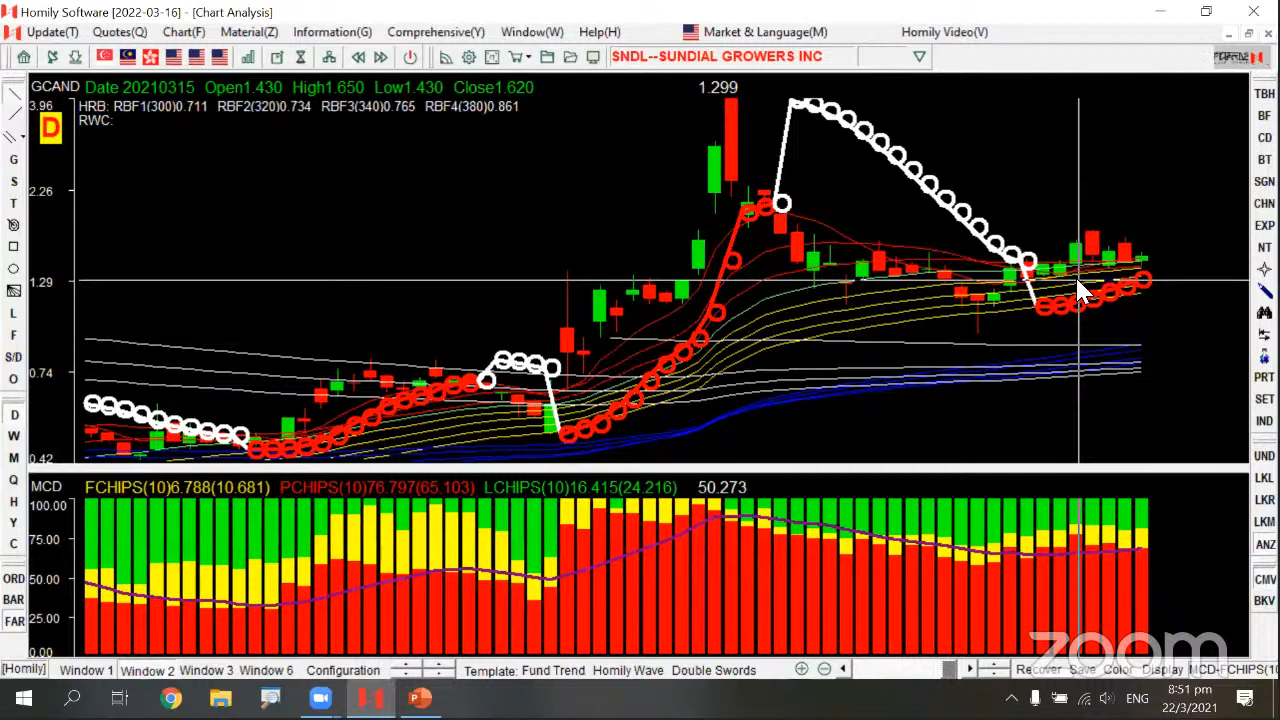 Homily Software [2022-03-16] - [Chart Analysis]
Update(T) Quotes(Q) Chart(F) Material(Z) Information(G) Comprehensive(Y) Window(W) Help(H) Market & Language(M) Homily Video(V)
SNDL--SUNDIAL GROWERS INC
GCAND Date 20210315 Open1.430 High1.650 Low1.430 Close1.620 1.299
3.96 HRB: RBF1(300)0.711 RBF2(320)0.734 RBF3(340)0.765 RBF4(380)0.861
RWC:
D
2.26
1.29
0.74
0.42
MCD FCHIPS(10)6.788(10.681) PCHIPS(10)76.797(65.103) LCHIPS(10)16.415(24.216) 50.273
100.00
75.00
50.00
25.00
0.00
G
S
T
L
F
S/D
O
D
W
M
Q
H
Y
C
ORD
BAR
FAR
TBH
BF
CD
BT
SGN
CHN
EXP
NT
PRT
SET
IND
UND
LKL
LKR
LKM
ANZ
CMV
BKV
zoom
[Homily] Window 1 Window 2 Window 3 Window 6 Configuration Template: Fund Trend Homily Wave Double Swords Recover Save Color Display MCD-FCHIPS(10
ENG 8:51 pm
22/3/2021